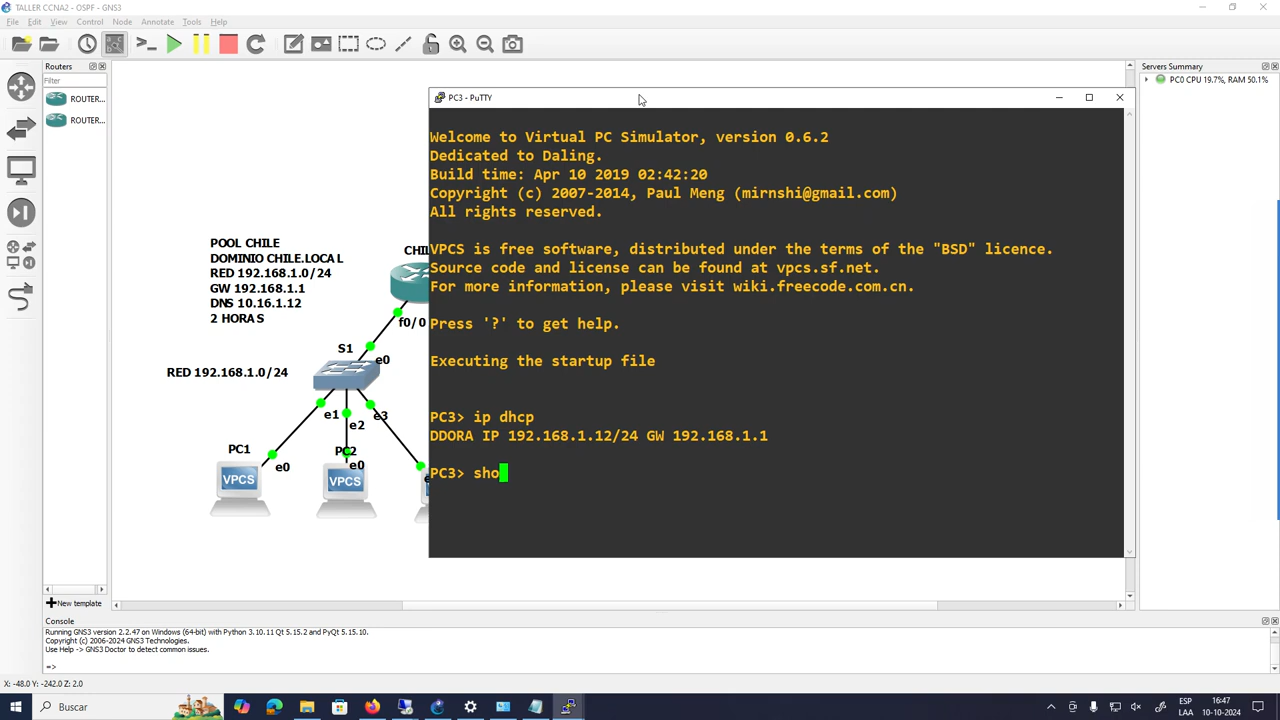 TALLER CCNA2 - OSPF - GNS3
File Edit View Control Node Annotate Tools Help
Routers
Filter
ROUTER...
ROUTER...
New template
Servers Summary
PC0 CPU 19.7%, RAM 50.1%
POOL CHILE
DOMINIO CHILE.LOCAL
RED 192.168.1.0/24
GW 192.168.1.1
DNS 10.16.1.12
2 HORAS
CHI
f0/0
S1
e0
RED 192.168.1.0/24
e1
e2
e3
PC1
e0
VPCS
PC2
e0
VPCS
PC3 - PuTTY
Welcome to Virtual PC Simulator, version 0.6.2
Dedicated to Daling.
Build time: Apr 10 2019 02:42:20
Copyright (c) 2007-2014, Paul Meng (mirnshi@gmail.com)
All rights reserved.
VPCS is free software, distributed under the terms of the "BSD" licence.
Source code and license can be found at vpcs.sf.net.
For more information, please visit wiki.freecode.com.cn.
Press '?' to get help.
Executing the startup file
PC3> ip dhcp
DDORA IP 192.168.1.12/24 GW 192.168.1.1
PC3> sho
Console
Running GNS3 version 2.2.47 on Windows (64-bit) with Python 3.10.11 Qt 5.15.2 and PyQt 5.15.10.
Copyright (c) 2006-2024 GNS3 Technologies.
Use Help -> GNS3 Doctor to detect common issues.
=>
X: -48.0 Y: -242.0 Z: 2.0
Buscar
ESP
LAA
16:47
10-10-2024